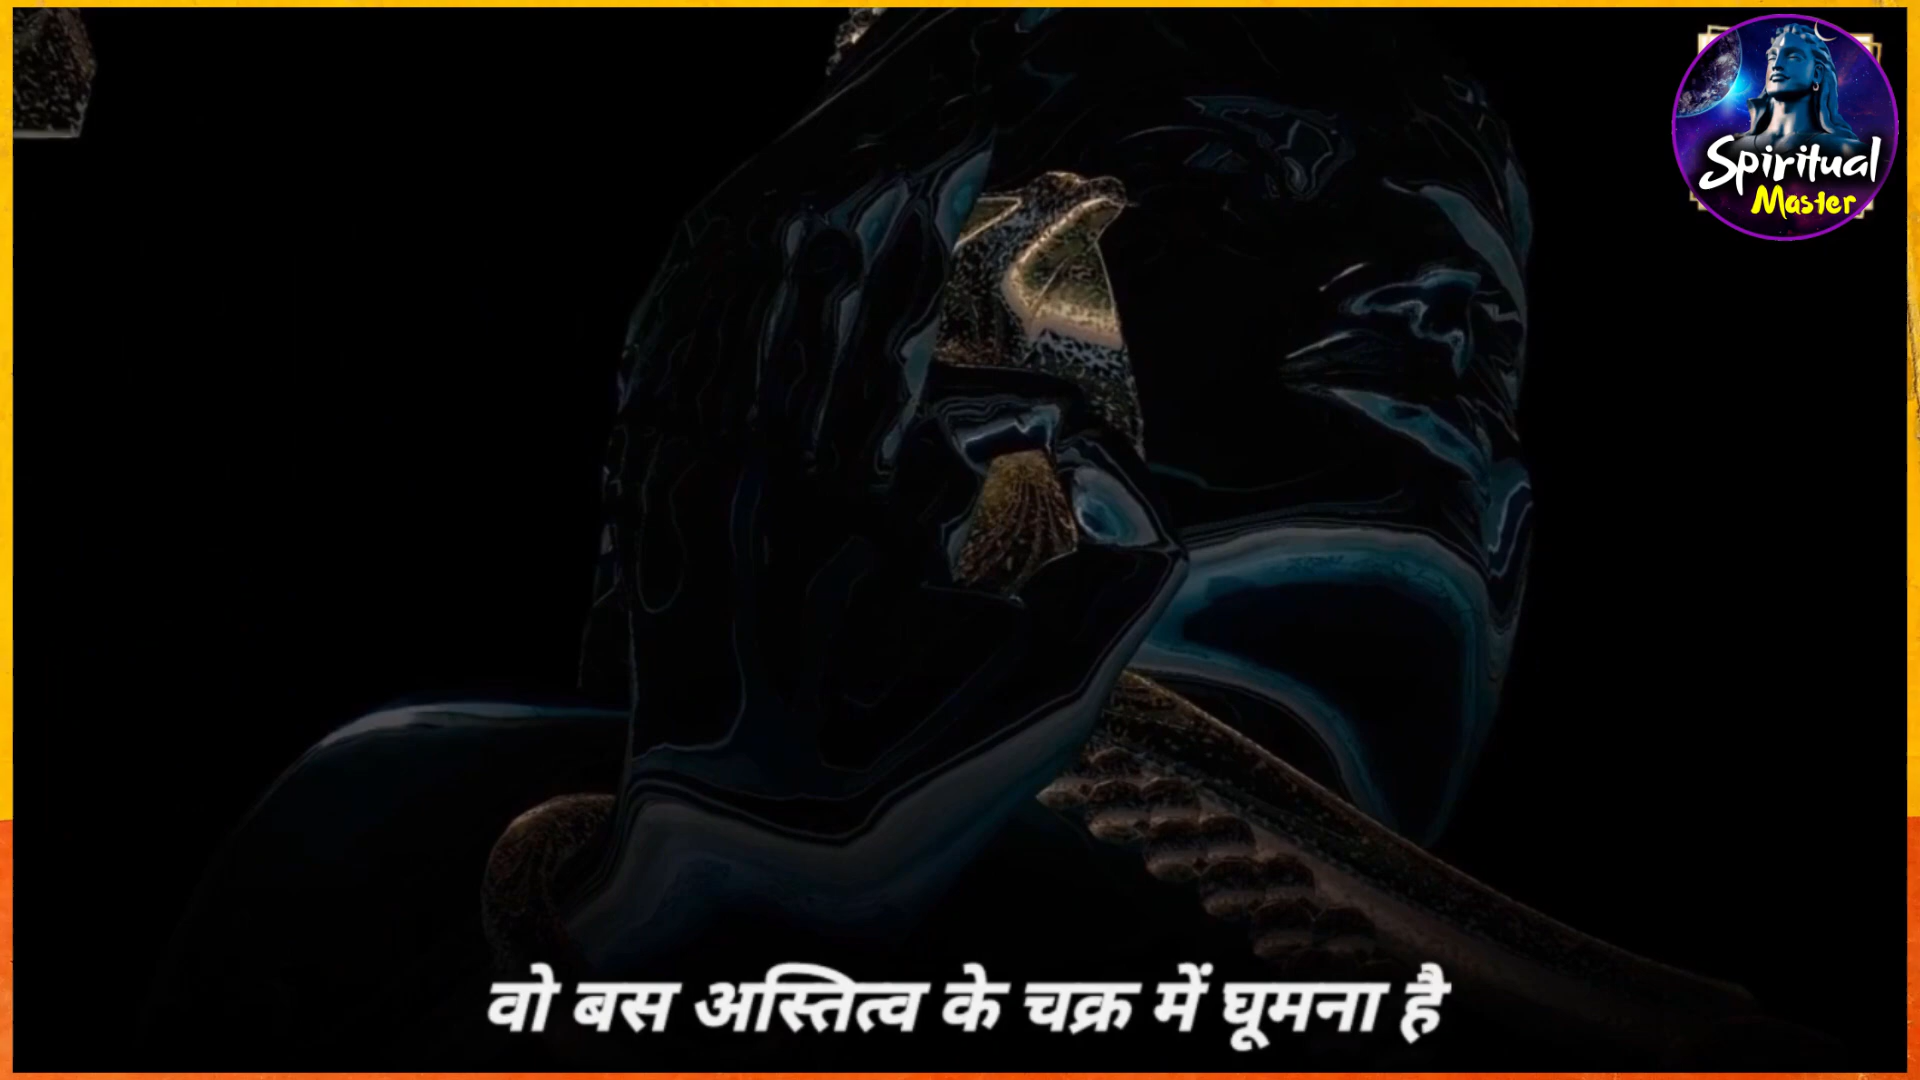 Spiritual
Master
वो बस अस्तित्व के चक्र में घूमना है